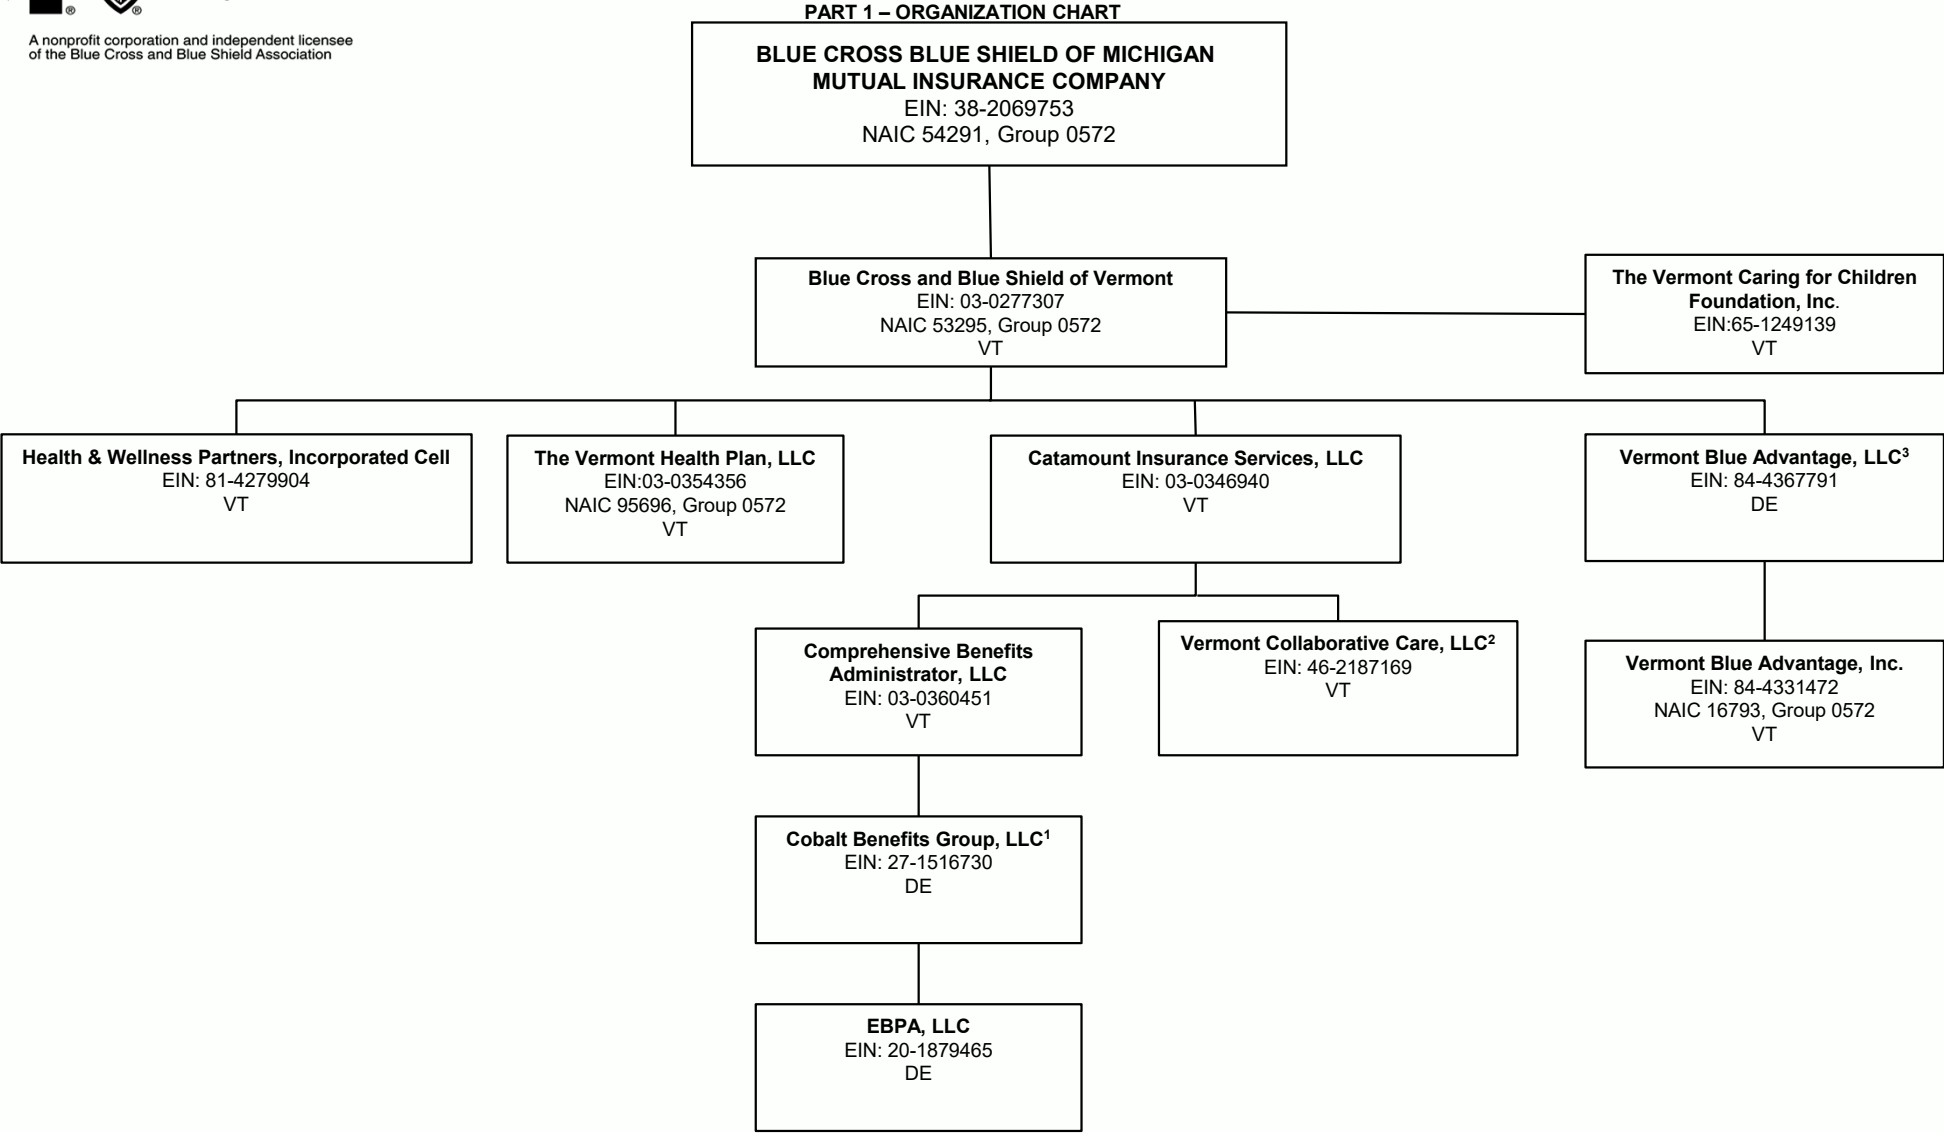 ®
®
A nonprofit corporation and independent licensee
of the Blue Cross and Blue Shield Association
PART 1 – ORGANIZATION CHART
BLUE CROSS BLUE SHIELD OF MICHIGAN
MUTUAL INSURANCE COMPANY
EIN: 38-2069753
NAIC 54291, Group 0572
Blue Cross and Blue Shield of Vermont
EIN: 03-0277307
NAIC 53295, Group 0572
VT
The Vermont Caring for Children
Foundation, Inc.
EIN:65-1249139
VT
Health & Wellness Partners, Incorporated Cell
EIN: 81-4279904
VT
The Vermont Health Plan, LLC
EIN:03-0354356
NAIC 95696, Group 0572
VT
Catamount Insurance Services, LLC
EIN: 03-0346940
VT
Vermont Blue Advantage, LLC³
EIN: 84-4367791
DE
Comprehensive Benefits
Administrator, LLC
EIN: 03-0360451
VT
Vermont Collaborative Care, LLC²
EIN: 46-2187169
VT
Vermont Blue Advantage, Inc.
EIN: 84-4331472
NAIC 16793, Group 0572
VT
Cobalt Benefits Group, LLC¹
EIN: 27-1516730
DE
EBPA, LLC
EIN: 20-1879465
DE